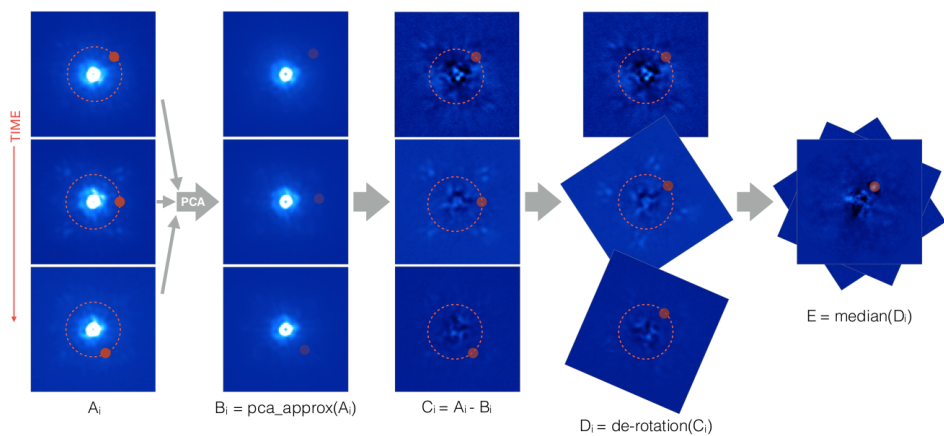 TIME
PCA
Aᵢ
Bᵢ = pca_approx(Aᵢ)
Cᵢ = Aᵢ - Bᵢ
Dᵢ = de-rotation(Cᵢ)
E = median(Dᵢ)